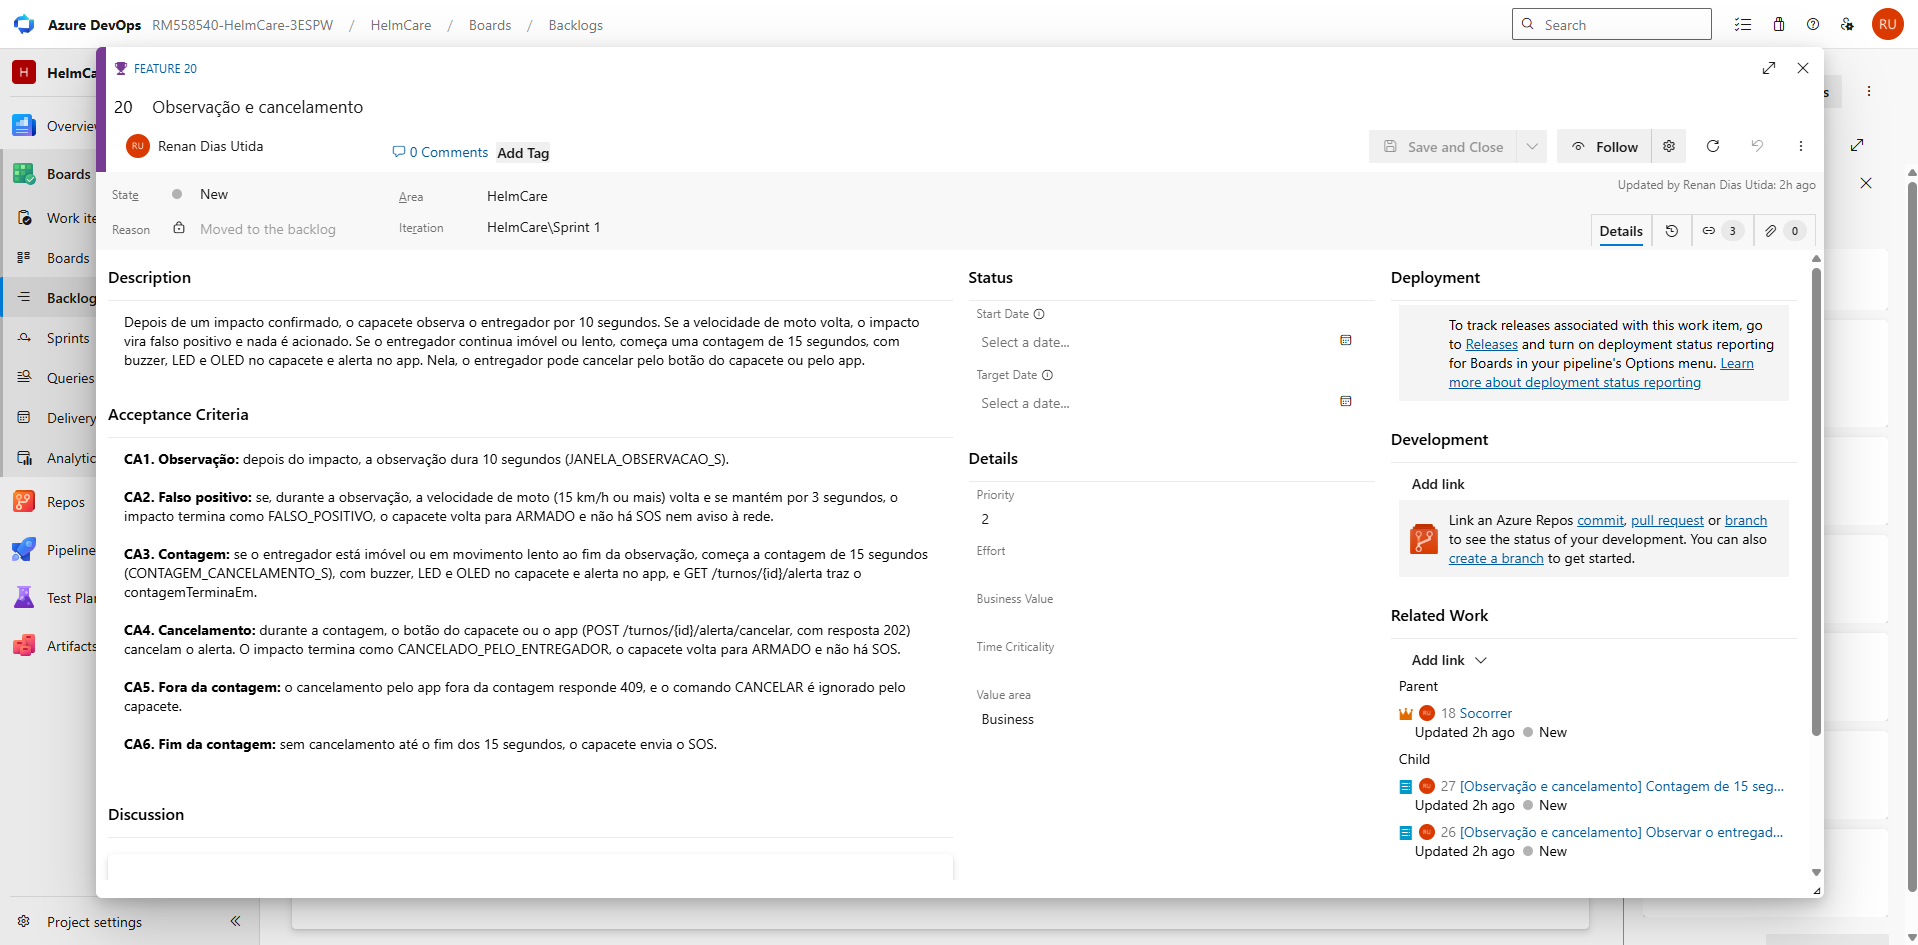 Azure DevOps RM558540-HelmCare-3ESPW / HelmCare / Boards / Backlogs
Search
RU
H HelmCa
FEATURE 20
20 Observação e cancelamento
RU Renan Dias Utida
0 Comments Add Tag
Save and Close
Follow
State New
Area HelmCare
Updated by Renan Dias Utida: 2h ago
Reason Moved to the backlog
Iteration HelmCare\Sprint 1
Details 3 0
Overvie
Boards
Work ite
Boards
Backlog
Sprints
Queries
Delivery
Analytic
Repos
Pipeline
Test Plar
Artifacts
Project settings
Description
Depois de um impacto confirmado, o capacete observa o entregador por 10 segundos. Se a velocidade de moto volta, o impacto
vira falso positivo e nada é acionado. Se o entregador continua imóvel ou lento, começa uma contagem de 15 segundos, com
buzzer, LED e OLED no capacete e alerta no app. Nela, o entregador pode cancelar pelo botão do capacete ou pelo app.
Acceptance Criteria
CA1. Observação: depois do impacto, a observação dura 10 segundos (JANELA_OBSERVACAO_S).
CA2. Falso positivo: se, durante a observação, a velocidade de moto (15 km/h ou mais) volta e se mantém por 3 segundos, o
impacto termina como FALSO_POSITIVO, o capacete volta para ARMADO e não há SOS nem aviso à rede.
CA3. Contagem: se o entregador está imóvel ou em movimento lento ao fim da observação, começa a contagem de 15 segundos
(CONTAGEM_CANCELAMENTO_S), com buzzer, LED e OLED no capacete e alerta no app, e GET /turnos/{id}/alerta traz o
contagemTerminaEm.
CA4. Cancelamento: durante a contagem, o botão do capacete ou o app (POST /turnos/{id}/alerta/cancelar, com resposta 202)
cancelam o alerta. O impacto termina como CANCELADO_PELO_ENTREGADOR, o capacete volta para ARMADO e não há SOS.
CA5. Fora da contagem: o cancelamento pelo app fora da contagem responde 409, e o comando CANCELAR é ignorado pelo
capacete.
CA6. Fim da contagem: sem cancelamento até o fim dos 15 segundos, o capacete envia o SOS.
Discussion
Status
Start Date
Select a date...
Target Date
Select a date...
Details
Priority
2
Effort
Business Value
Time Criticality
Value area
Business
Deployment
To track releases associated with this work item, go
to Releases and turn on deployment status reporting
for Boards in your pipeline's Options menu. Learn
more about deployment status reporting
Development
Add link
Link an Azure Repos commit, pull request or branch
to see the status of your development. You can also
create a branch to get started.
Related Work
Add link
Parent
RU 18 Socorrer
Updated 2h ago New
Child
RU 27 [Observação e cancelamento] Contagem de 15 seg...
Updated 2h ago New
RU 26 [Observação e cancelamento] Observar o entregad...
Updated 2h ago New
s